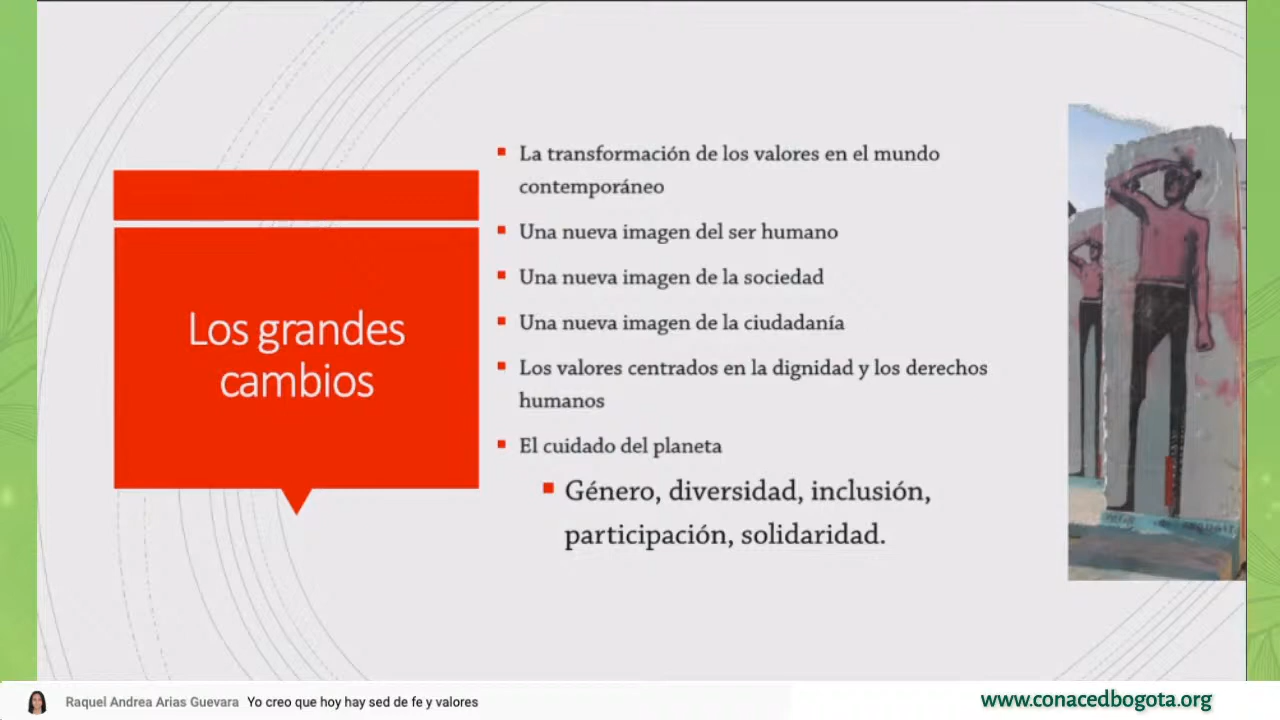 Los grandes
cambios
La transformación de los valores en el mundo
contemporáneo
Una nueva imagen del ser humano
Una nueva imagen de la sociedad
Una nueva imagen de la ciudadanía
Los valores centrados en la dignidad y los derechos
humanos
El cuidado del planeta
Género, diversidad, inclusión,
participación, solidaridad.
Raquel Andrea Arias Guevara Yo creo que hoy hay sed de fe y valores
www.conacedbogota.org